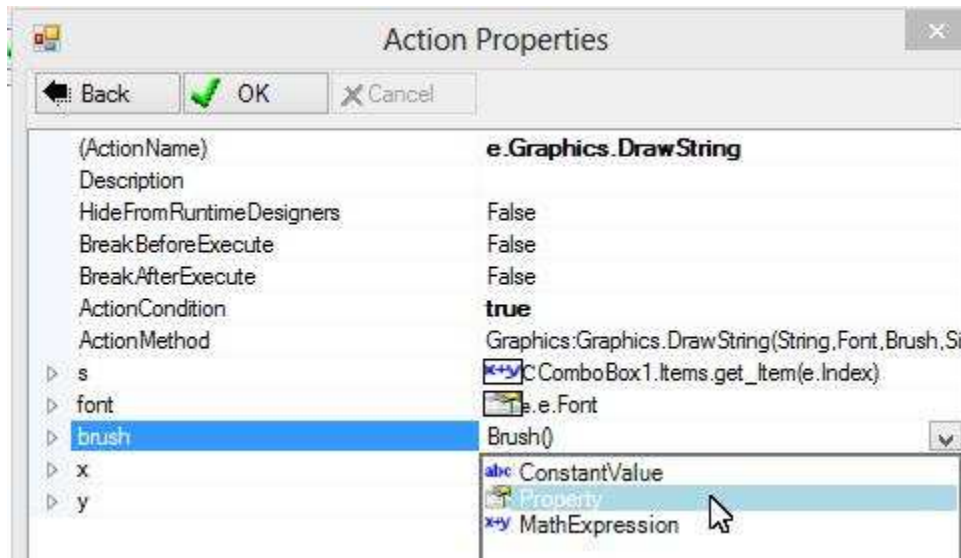 Action Properties
Back OK Cancel
(ActionName) e.Graphics.DrawString
Description
HideFromRuntimeDesigners False
BreakBeforeExecute False
BreakAfterExecute False
ActionCondition true
ActionMethod Graphics:Graphics.DrawString(String,Font,Brush,Si
s x+y CComboBox1.Items.get_Item(e.Index)
font e.e.Font
brush Brush()
x abc ConstantValue
Property
y x+y MathExpression